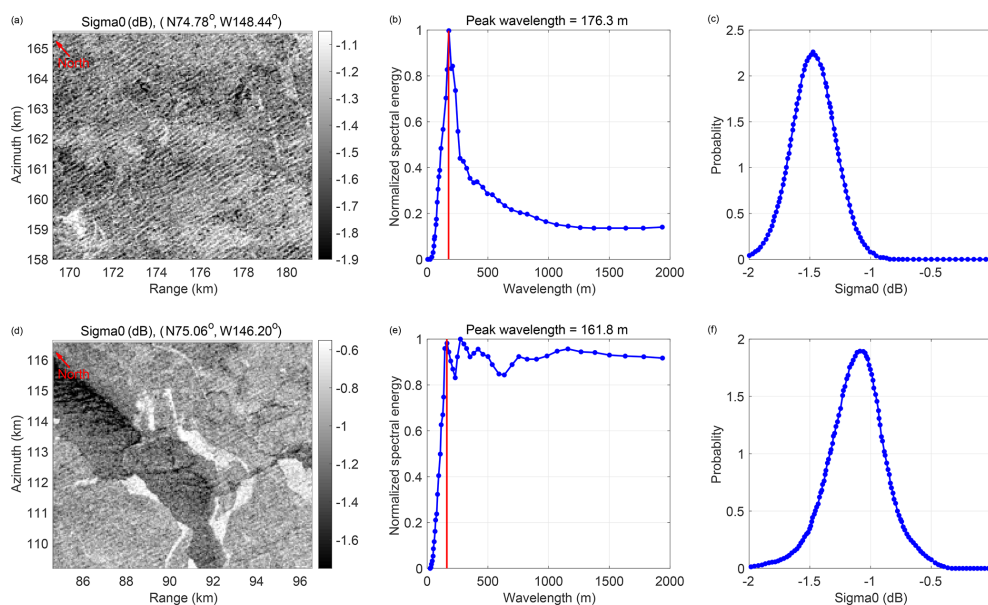 (a)
Sigma0 (dB), ( N74.78°, W148.44°)
North
165
164
163
162
161
160
159
158
Azimuth (km)
170 172 174 176 178 180
Range (km)
-1.1
-1.2
-1.3
-1.4
-1.5
-1.6
-1.7
-1.8
-1.9
(b)
Peak wavelength = 176.3 m
1
0.8
0.6
0.4
0.2
0
Normalized spectral energy
0 500 1000 1500 2000
Wavelength (m)
(c)
2.5
2
1.5
1
0.5
0
Probablity
-2 -1.5 -1 -0.5
Sigma0 (dB)
(d)
Sigma0 (dB), ( N75.06°, W146.20°)
North
116
115
114
113
112
111
110
Azimuth (km)
86 88 90 92 94 96
Range (km)
-0.6
-0.8
-1
-1.2
-1.4
-1.6
(e)
Peak wavelength = 161.8 m
1
0.8
0.6
0.4
0.2
0
Normalized spectral energy
0 500 1000 1500 2000
Wavelength (m)
(f)
2
1.5
1
0.5
0
Probablity
-2 -1.5 -1 -0.5
Sigma0 (dB)